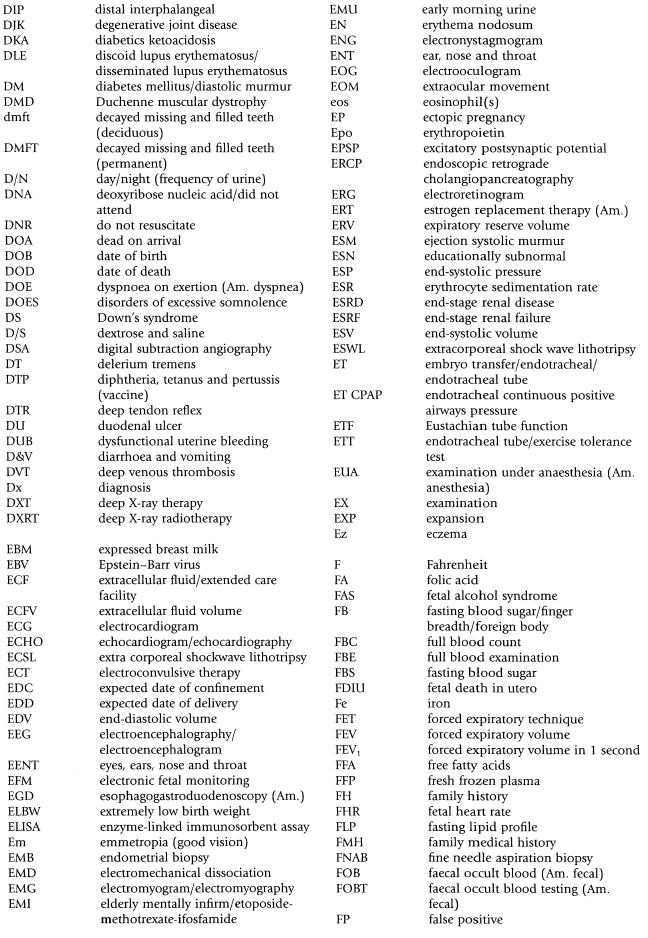 DIP distal interphalangeal
DJK degenerative joint disease
DKA diabetics ketoacidosis
DLE discoid lupus erythematosus/
disseminated lupus erythematosus
DM diabetes mellitus/diastolic murmur
DMD Duchenne muscular dystrophy
dmft decayed missing and filled teeth
(deciduous)
DMFT decayed missing and filled teeth
(permanent)
D/N day/night (frequency of urine)
DNA deoxyribose nucleic acid/did not
attend
DNR do not resuscitate
DOA dead on arrival
DOB date of birth
DOD date of death
DOE dyspnoea on exertion (Am. dyspnea)
DOES disorders of excessive somnolence
DS Down's syndrome
D/S dextrose and saline
DSA digital subtraction angiography
DT delerium tremens
DTP diphtheria, tetanus and pertussis
(vaccine)
DTR deep tendon reflex
DU duodenal ulcer
DUB dysfunctional uterine bleeding
D&V diarrhoea and vomiting
DVT deep venous thrombosis
Dx diagnosis
DXT deep X-ray therapy
DXRT deep X-ray radiotherapy
EBM expressed breast milk
EBV Epstein–Barr virus
ECF extracellular fluid/extended care
facility
ECFV extracellular fluid volume
ECG electrocardiogram
ECHO echocardiogram/echocardiography
ECSL extra corporeal shockwave lithotripsy
ECT electroconvulsive therapy
EDC expected date of confinement
EDD expected date of delivery
EDV end-diastolic volume
EEG electroencephalography/
electroencephalogram
EENT eyes, ears, nose and throat
EFM electronic fetal monitoring
EGD esophagogastroduodenoscopy (Am.)
ELBW extremely low birth weight
ELISA enzyme-linked immunosorbent assay
Em emmetropia (good vision)
EMB endometrial biopsy
EMD electromechanical dissociation
EMG electromyogram/electromyography
EMI elderly mentally infirm/etoposide-
methotrexate-ifosfamide
EMU early morning urine
EN erythema nodosum
ENG electronystagmogram
ENT ear, nose and throat
EOG electrooculogram
EOM extraocular movement
eos eosinophil(s)
EP ectopic pregnancy
Epo erythropoietin
EPSP excitatory postsynaptic potential
ERCP endoscopic retrograde
cholangiopancreatography
ERG electroretinogram
ERT estrogen replacement therapy (Am.)
ERV expiratory reserve volume
ESM ejection systolic murmur
ESN educationally subnormal
ESP end-systolic pressure
ESR erythrocyte sedimentation rate
ESRD end-stage renal disease
ESRF end-stage renal failure
ESV end-systolic volume
ESWL extracorporeal shock wave lithotripsy
ET embryo transfer/endotracheal/
endotracheal tube
ET CPAP endotracheal continuous positive
airways pressure
ETF Eustachian tube function
ETT endotracheal tube/exercise tolerance
test
EUA examination under anaesthesia (Am.
anesthesia)
EX examination
EXP expansion
Ez eczema
F Fahrenheit
FA folic acid
FAS fetal alcohol syndrome
FB fasting blood sugar/finger
breadth/foreign body
FBC full blood count
FBE full blood examination
FBS fasting blood sugar
FDIU fetal death in utero
Fe iron
FET forced expiratory technique
FEV forced expiratory volume
FEV₁ forced expiratory volume in 1 second
FFA free fatty acids
FFP fresh frozen plasma
FH family history
FHR fetal heart rate
FLP fasting lipid profile
FMH family medical history
FNAB fine needle aspiration biopsy
FOB faecal occult blood (Am. fecal)
FOBT faecal occult blood testing (Am.
fecal)
FP false positive